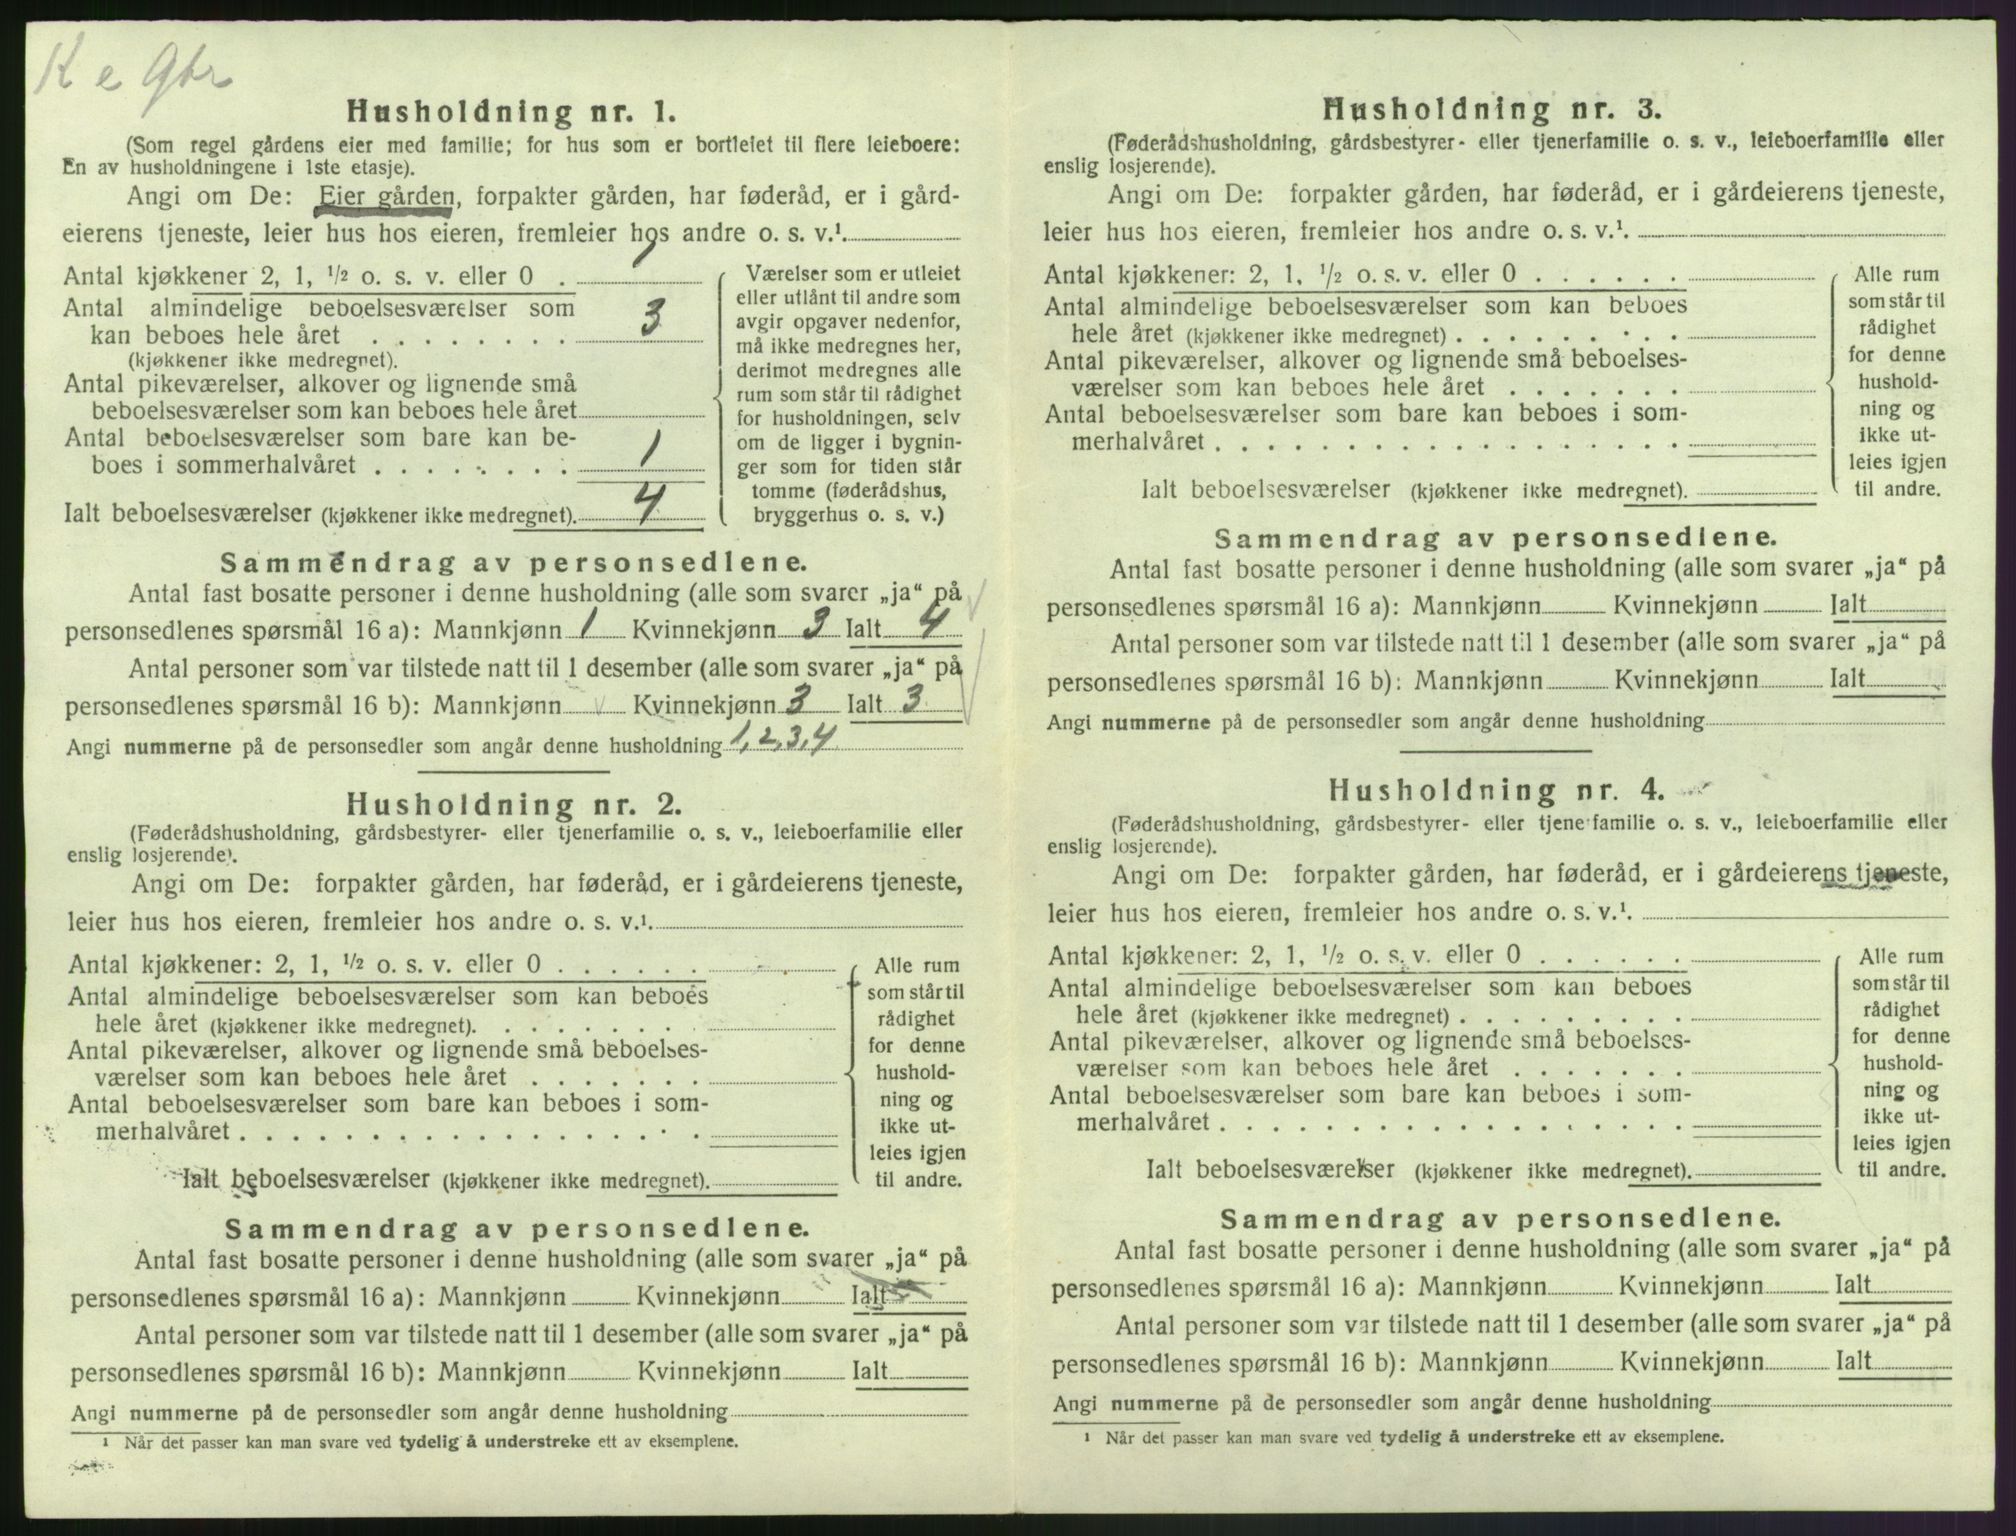 K e Gbr
Husholdning nr. 1.
(Som regel gårdens eier med familie; for hus som er bortleiet til flere leieboere:
En av husholdningene i 1ste etasje).
Angi om De: Eier gården, forpakter gården, har føderåd, er i gård-
eierens tjeneste, leier hus hos eieren, fremleier hos andre o. s. v.¹.
Antal kjøkkener 2, 1, ½ o. s. v. eller 0 . 1
Antal almindelige beboelsesværelser som
kan beboes hele året . . . . . . . . 3
(kjøkkener ikke medregnet).
Antal pikeværelser, alkover og lignende små
beboelsesværelser som kan beboes hele året
Antal beboelsesværelser som bare kan be-
boes i sommerhalvåret . . . . . . . . 1
Ialt beboelsesværelser (kjøkkener ikke medregnet). 4
Værelser som er utleiet
eller utlånt til andre som
avgir opgaver nedenfor,
må ikke medregnes her,
derimot medregnes alle
rum som står til rådighet
for husholdningen, selv
om de ligger i bygnin-
ger som for tiden står
tomme (føderådshus,
bryggerhus o. s. v.)
Sammendrag av personsedlene.
Antal fast bosatte personer i denne husholdning (alle som svarer „ja“ på
personsedlenes spørsmål 16 a): Mannkjønn 1 Kvinnekjønn 3 Ialt 4
Antal personer som var tilstede natt til 1 desember (alle som svarer „ja“ på
personsedlenes spørsmål 16 b): Mannkjønn Kvinnekjønn 3 Ialt 3
Angi nummerne på de personsedler som angår denne husholdning 1, 2, 3, 4
Husholdning nr. 2.
(Føderådshusholdning, gårdsbestyrer- eller tjenerfamilie o. s. v., leieboerfamilie eller
enslig losjerende).
Angi om De: forpakter gården, har føderåd, er i gårdeierens tjeneste,
leier hus hos eieren, fremleier hos andre o. s. v.¹.
Antal kjøkkener: 2, 1, ½ o. s. v. eller 0 . . . . . .
Antal almindelige beboelsesværelser som kan beboes
hele året (kjøkkener ikke medregnet). . . . . . . . .
Antal pikeværelser, alkover og lignende små beboelses-
værelser som kan beboes hele året . . . . . . .
Antal beboelsesværelser som bare kan beboes i som-
merhalvåret . . . . . . . . . . . . . . . . . .
Ialt beboelsesværelser (kjøkkener ikke medregnet).
Alle rum
som står til
rådighet
for denne
hushold-
ning og
ikke ut-
leies igjen
til andre.
Sammendrag av personsedlene.
Antal fast bosatte personer i denne husholdning (alle som svarer „ja“ på
personsedlenes spørsmål 16 a): Mannkjønn Kvinnekjønn Ialt
Antal personer som var tilstede natt til 1 desember (alle som svarer „ja“ på
personsedlenes spørsmål 16 b): Mannkjønn Kvinnekjønn Ialt
Angi nummerne på de personsedler som angår denne husholdning
¹ Når det passer kan man svare ved tydelig å understreke ett av eksemplene.
Husholdning nr. 3.
(Føderådshusholdning, gårdsbestyrer- eller tjenerfamilie o. s. v., leieboerfamilie eller
enslig losjerende).
Angi om De: forpakter gården, har føderåd, er i gårdeierens tjeneste,
leier hus hos eieren, fremleier hos andre o. s. v.¹.
Antal kjøkkener: 2, 1, ½ o. s. v. eller 0 . . . . . .
Antal almindelige beboelsesværelser som kan beboes
hele året (kjøkkener ikke medregnet) . . . . . . . . .
Antal pikeværelser, alkover og lignende små beboelses-
værelser som kan beboes hele året . . . . . . .
Antal beboelsesværelser som bare kan beboes i som-
merhalvåret . . . . . . . . . . . . . . . . . .
Ialt beboelsesværelser (kjøkkener ikke medregnet).
Alle rum
som står til
rådighet
for denne
hushold-
ning og
ikke ut-
leies igjen
til andre.
Sammendrag av personsedlene.
Antal fast bosatte personer i denne husholdning (alle som svarer „ja“ på
personsedlenes spørsmål 16 a): Mannkjønn Kvinnekjønn Ialt
Antal personer som var tilstede natt til 1 desember (alle som svarer „ja“ på
personsedlenes spørsmål 16 b): Mannkjønn Kvinnekjønn Ialt
Angi nummerne på de personsedler som angår denne husholdning
Husholdning nr. 4.
(Føderådshusholdning, gårdsbestyrer- eller tjenerfamilie o. s. v., leieboerfamilie eller
enslig losjerende).
Angi om De: forpakter gården, har føderåd, er i gårdeierens tjeneste,
leier hus hos eieren, fremleier hos andre o. s. v.¹.
Antal kjøkkener: 2, 1, ½ o. s. v. eller 0 . . . . . .
Antal almindelige beboelsesværelser som kan beboes
hele året (kjøkkener ikke medregnet) . . . . . . . . .
Antal pikeværelser, alkover og lignende små beboelses-
værelser som kan beboes hele året . . . . . . .
Antal beboelsesværelser som bare kan beboes i som-
merhalvåret . . . . . . . . . . . . . . . . . .
Ialt beboelsesværelser (kjøkkener ikke medregnet).
Alle rum
som står til
rådighet
for denne
hushold-
ning og
ikke ut-
leies igjen
til andre.
Sammendrag av personsedlene.
Antal fast bosatte personer i denne husholdning (alle som svarer „ja“ på
personsedlenes spørsmål 16 a): Mannkjønn Kvinnekjønn Ialt
Antal personer som var tilstede natt til 1 desember (alle som svarer „ja“ på
personsedlenes spørsmål 16 b): Mannkjønn Kvinnekjønn Ialt
Angi nummerne på de personsedler som angår denne husholdning
¹ Når det passer kan man svare ved tydelig å understreke ett av eksemplene.